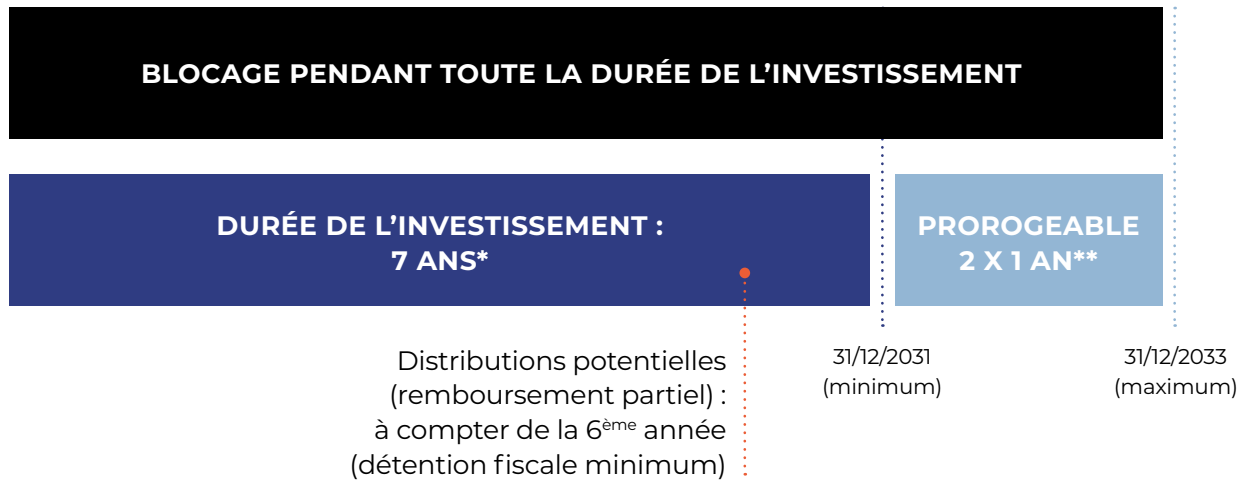 BLOCAGE PENDANT TOUTE LA DURÉE DE L’INVESTISSEMENT
DURÉE DE L’INVESTISSEMENT :
7 ANS*
PROROGEABLE
2 X 1 AN**
Distributions potentielles
(remboursement partiel) :
à compter de la 6ème année
(détention fiscale minimum)
31/12/2031
(minimum)
31/12/2033
(maximum)